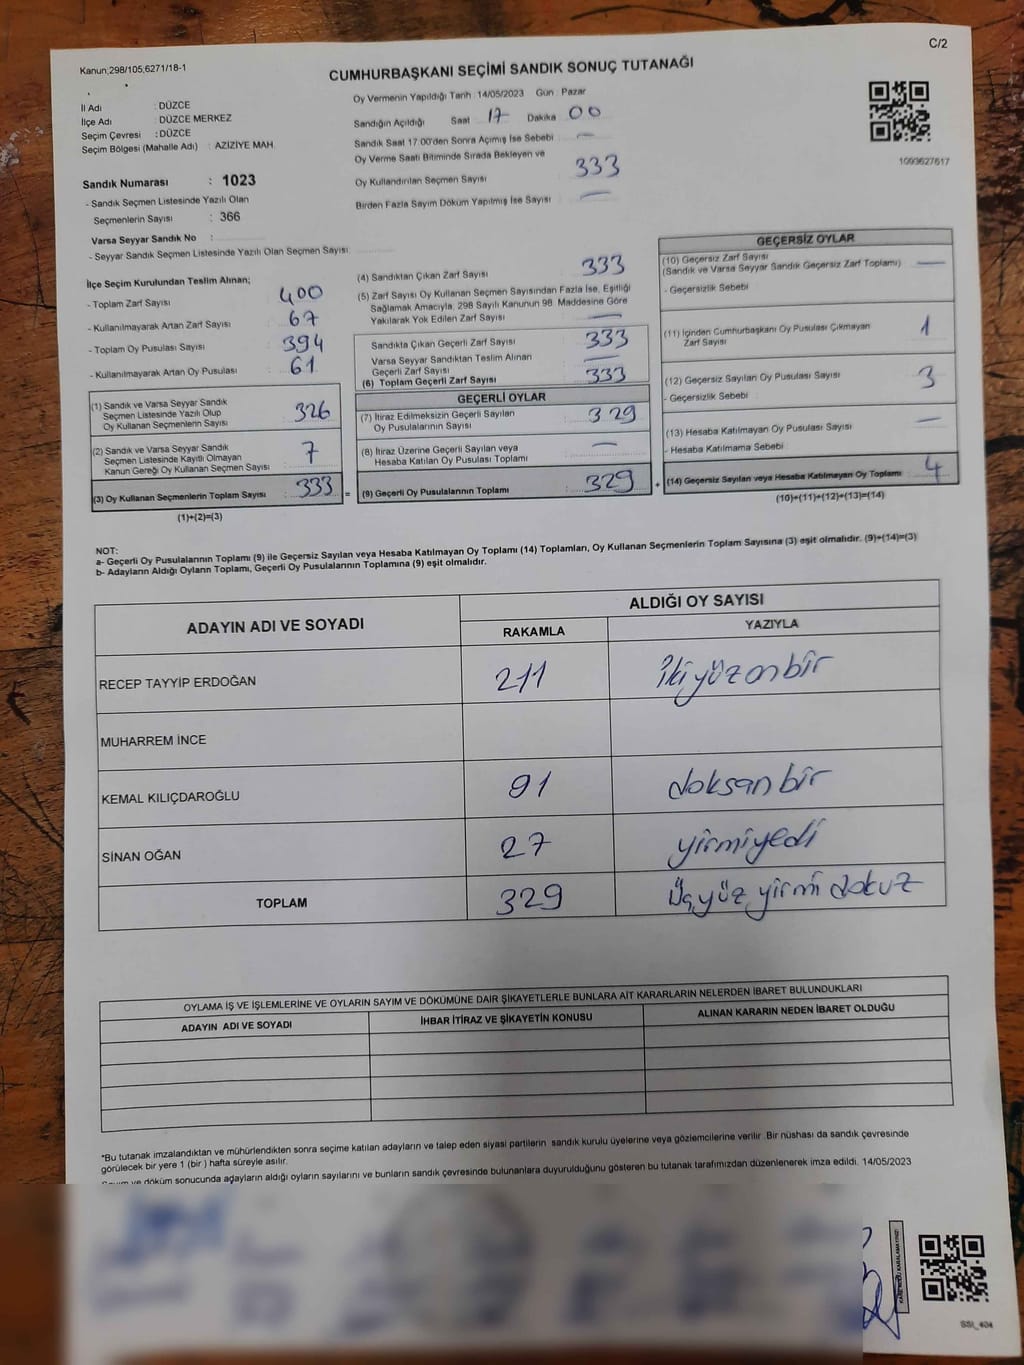 C/2
Kanun;298/105;6271/18-1
CUMHURBAŞKANI SEÇİMİ SANDIK SONUÇ TUTANAĞI
İl Adı : DÜZCE
İlçe Adı : DÜZCE MERKEZ
Seçim Çevresi : DÜZCE
Seçim Bölgesi (Mahalle Adı) : AZİZİYE MAH.
Sandık Numarası : 1023
- Sandık Seçmen Listesinde Yazılı Olan
Seçmenlerin Sayısı : 366
Varsa Seyyar Sandık No :
- Seyyar Sandık Seçmen Listesinde Yazılı Olan Seçmen Sayısı:
Oy Vermenin Yapıldığı Tarih : 14/05/2023 Gün : Pazar
Sandığın Açıldığı Saat 17 Dakika 00
Sandık Saat 17.00'den Sonra Açımış İse Sebebi —
Oy Verme Saati Bitiminde Sırada Bekleyen ve
Oy Kullandırılan Seçmen Sayısı 333
Birden Fazla Sayım Döküm Yapılmış İse Sayısı —
1093627617
İlçe Seçim Kurulundan Teslim Alınan;
- Toplam Zarf Sayısı 400
- Kullanılmayarak Artan Zarf Sayısı 67
- Toplam Oy Pusulası Sayısı 394
- Kullanılmayarak Artan Oy Pusulası 61
(1) Sandık ve Varsa Seyyar Sandık
Seçmen Listesinde Yazılı Olup
Oy Kullanan Seçmenlerin Sayısı 326
(2) Sandık ve Varsa Seyyar Sandık
Seçmen Listesinde Kayıtlı Olmayan
Kanun Gereği Oy Kullanan Seçmen Sayısı 7
(3) Oy Kullanan Seçmenlerin Toplam Sayısı 333 =
(1)+(2)=(3)
(4) Sandıktan Çıkan Zarf Sayısı 333
(5) Zarf Sayısı Oy Kullanan Seçmen Sayısından Fazla İse, Eşitliği
Sağlamak Amacıyla, 298 Sayılı Kanunun 98. Maddesine Göre
Yakılarak Yok Edilen Zarf Sayısı —
Sandıkta Çıkan Geçerli Zarf Sayısı 333
Varsa Seyyar Sandıktan Teslim Alınan
Geçerli Zarf Sayısı —
(6) Toplam Geçerli Zarf Sayısı 333
GEÇERLİ OYLAR
(7) İtiraz Edilmeksizin Geçerli Sayılan
Oy Pusulalarının Sayısı 329
(8) İtiraz Üzerine Geçerli Sayılan veya
Hesaba Katılan Oy Pusulası Toplamı —
(9) Geçerli Oy Pusulalarının Toplamı 329 +
GEÇERSİZ OYLAR
(10) Geçersiz Zarf Sayısı
(Sandık ve Varsa Seyyar Sandık Geçersiz Zarf Toplamı) —
- Geçersizlik Sebebi
(11) İçinden Cumhurbaşkanı Oy Pusulası Çıkmayan
Zarf Sayısı 1
(12) Geçersiz Sayılan Oy Pusulası Sayısı 3
- Geçersizlik Sebebi
(13) Hesaba Katılmayan Oy Pusulası Sayısı —
- Hesaba Katılmama Sebebi
(14) Geçersiz Sayılan veya Hesaba Katılmayan Oy Toplamı 4
(10)+(11)+(12)+(13)=(14)
NOT:
a- Geçerli Oy Pusulalarının Toplamı (9) ile Geçersiz Sayılan veya Hesaba Katılmayan Oy Toplamı (14) Toplamları, Oy Kullanan Seçmenlerin Toplam Sayısına (3) eşit olmalıdır. (9)+(14)=(3)
b- Adayların Aldığı Oyların Toplamı, Geçerli Oy Pusulalarının Toplamına (9) eşit olmalıdır.
ADAYIN ADI VE SOYADI
ALDIĞI OY SAYISI
RAKAMLA YAZIYLA
RECEP TAYYİP ERDOĞAN 211 ikiyüzonbir
MUHARREM İNCE
KEMAL KILIÇDAROĞLU 91 doksanbir
SİNAN OĞAN 27 yirmiyedi
TOPLAM 329 Üçyüz yirmi dokuz
OYLAMA İŞ VE İŞLEMLERİNE VE OYLARIN SAYIM VE DÖKÜMÜNE DAİR ŞİKAYETLERLE BUNLARA AİT KARARLARIN NELERDEN İBARET BULUNDUKLARI
ADAYIN ADI VE SOYADI İHBAR İTİRAZ VE ŞİKAYETİN KONUSU ALINAN KARARIN NEDEN İBARET OLDUĞU
*Bu tutanak imzalandıktan ve mühürlendikten sonra seçime katılan adayların ve talep eden siyasi partilerin sandık kurulu üyelerine veya gözlemcilerine verilir. Bir nüshası da sandık çevresinde
görülecek bir yere 1 (bir ) hafta süreyle asılır.
ve döküm sonucunda adayların aldığı oyların sayılarını ve bunların sandık çevresinde bulunanlara duyurulduğunu gösteren bu tutanak tarafımızdan düzenlenerek imza edildi. 14/05/2023
SSI_404